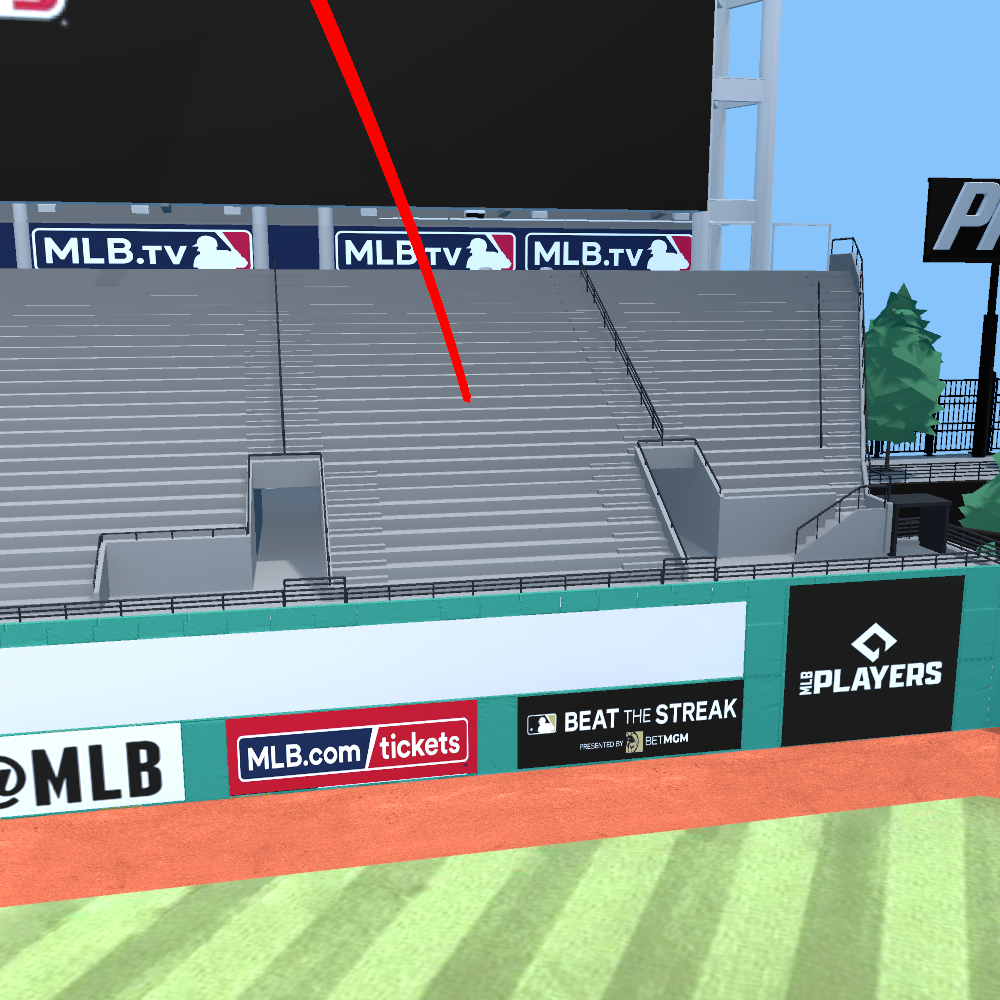 MLB.TV
MLB.TV
MLB.TV
MLB
PLAYERS
BEAT THE STREAK
PRESENTED BY BETMGM
MLB.com/tickets
@MLB